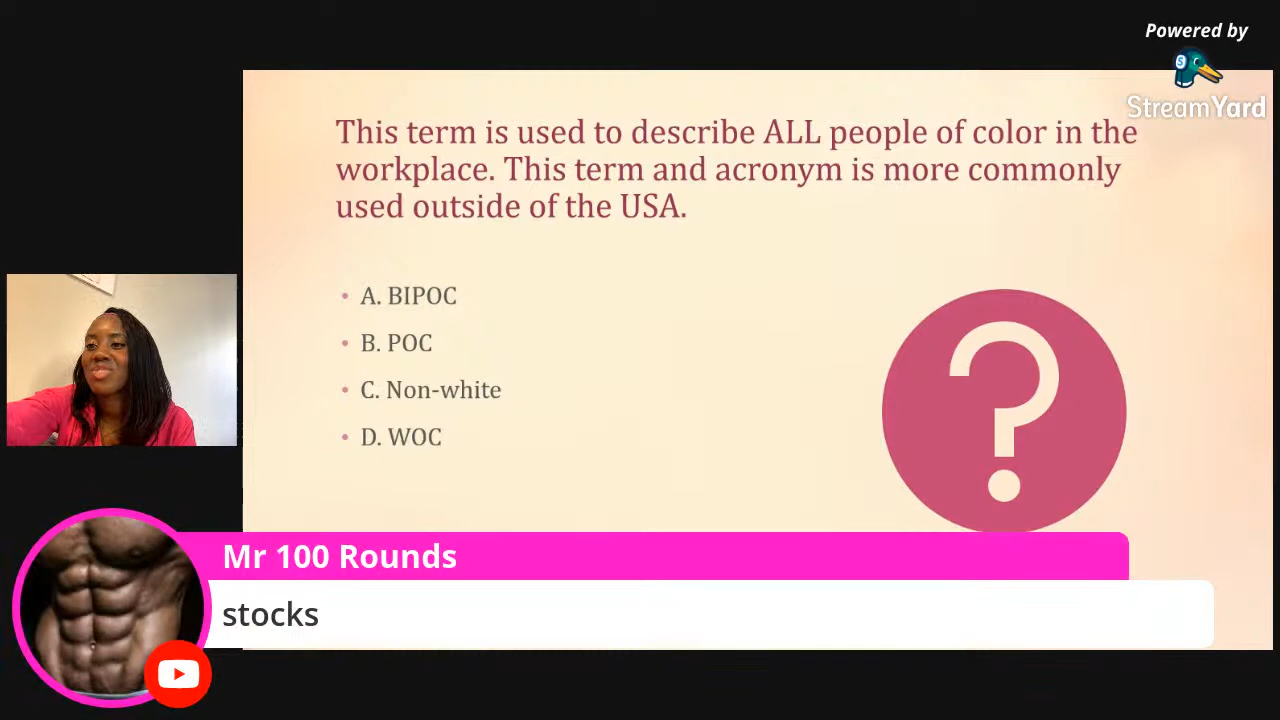 Powered by
StreamYard
This term is used to describe ALL people of color in the
workplace. This term and acronym is more commonly
used outside of the USA.
• A. BIPOC
• B. POC
• C. Non-white
• D. WOC
?
Mr 100 Rounds
stocks